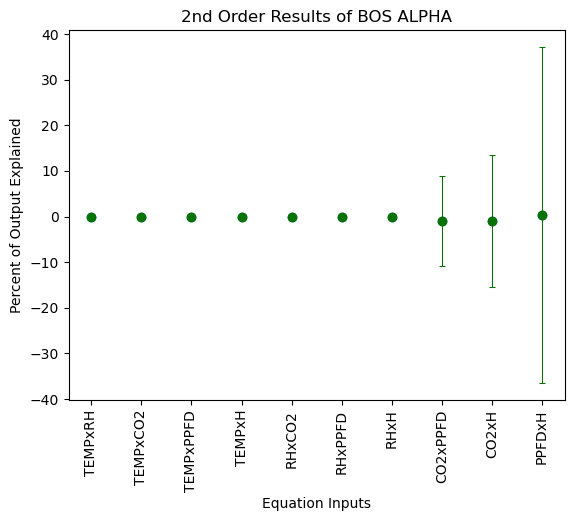 2nd Order Results of BOS ALPHA
Percent of Output Explained
40
30
20
10
0
−10
−20
−30
−40
TEMPxRH
TEMPxCO2
TEMPxPPFD
TEMPxH
RHxCO2
RHxPPFD
RHxH
CO2xPPFD
CO2xH
PPFDxH
Equation Inputs